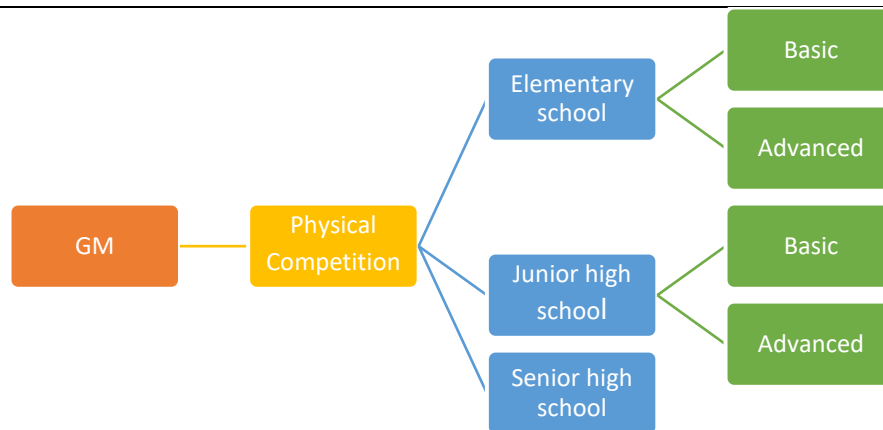 GM
Physical
Competition
Elementary
school
Basic
Advanced
Junior high
school
Basic
Advanced
Senior high
school